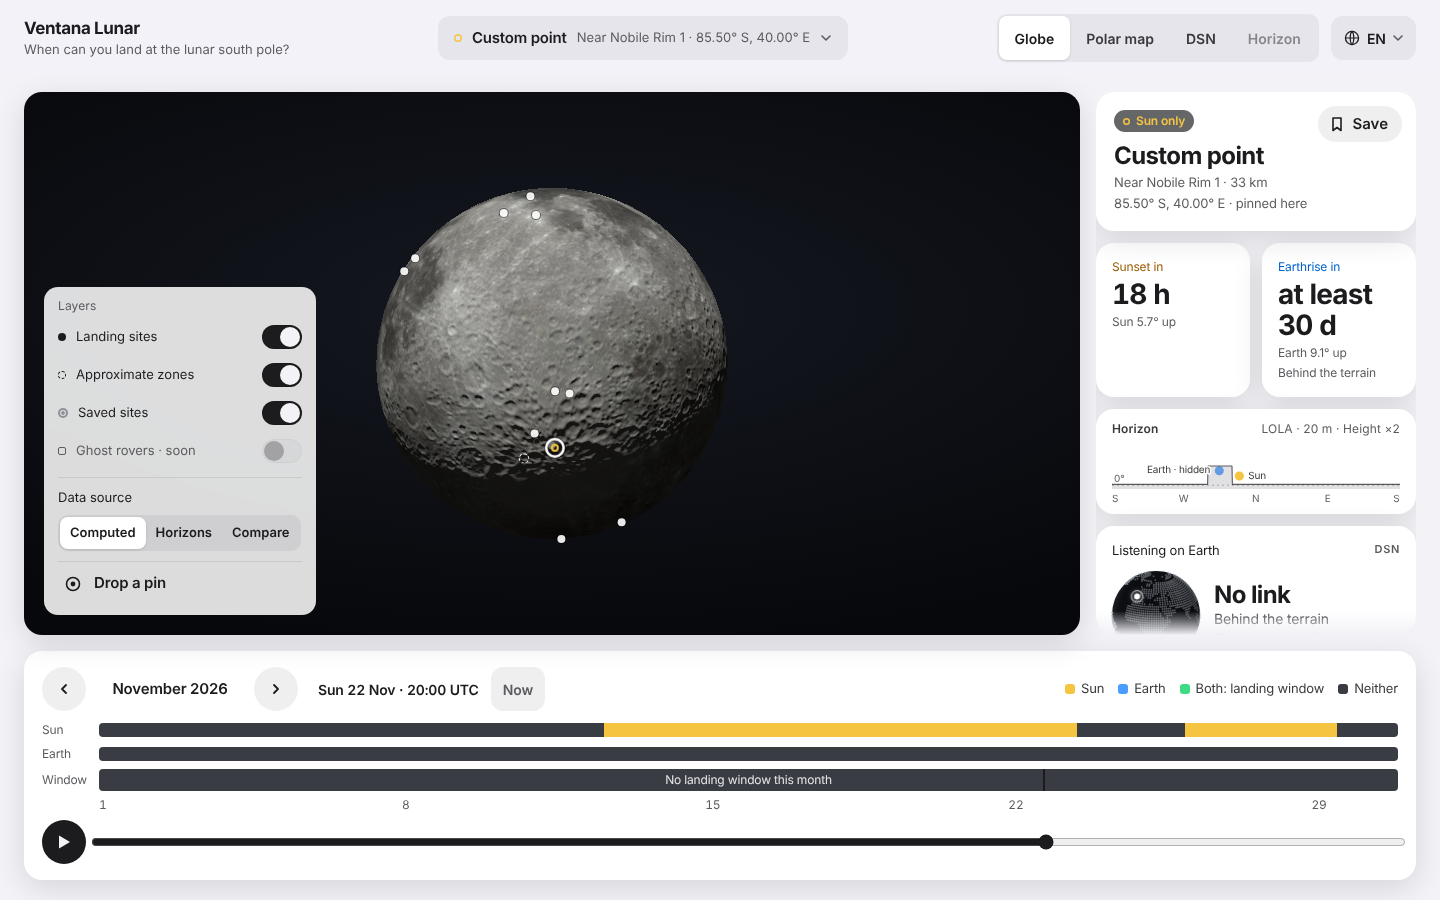 Ventana Lunar
When can you land at the lunar south pole?
Custom point Near Nobile Rim 1 · 85.50° S, 40.00° E
Globe Polar map DSN Horizon
EN
Layers
Landing sites
Approximate zones
Saved sites
Ghost rovers · soon
Data source
Computed Horizons Compare
Drop a pin
Sun only
Save
Custom point
Near Nobile Rim 1 · 33 km
85.50° S, 40.00° E · pinned here
Sunset in
18 h
Sun 5.7° up
Earthrise in
at least
30 d
Earth 9.1° up
Behind the terrain
Horizon LOLA · 20 m · Height ×2
Earth · hidden Sun
0°
S W N E S
Listening on Earth DSN
No link
Behind the terrain
November 2026 Sun 22 Nov · 20:00 UTC Now
Sun Earth Both: landing window Neither
Sun
Earth
Window No landing window this month
1 8 15 22 29